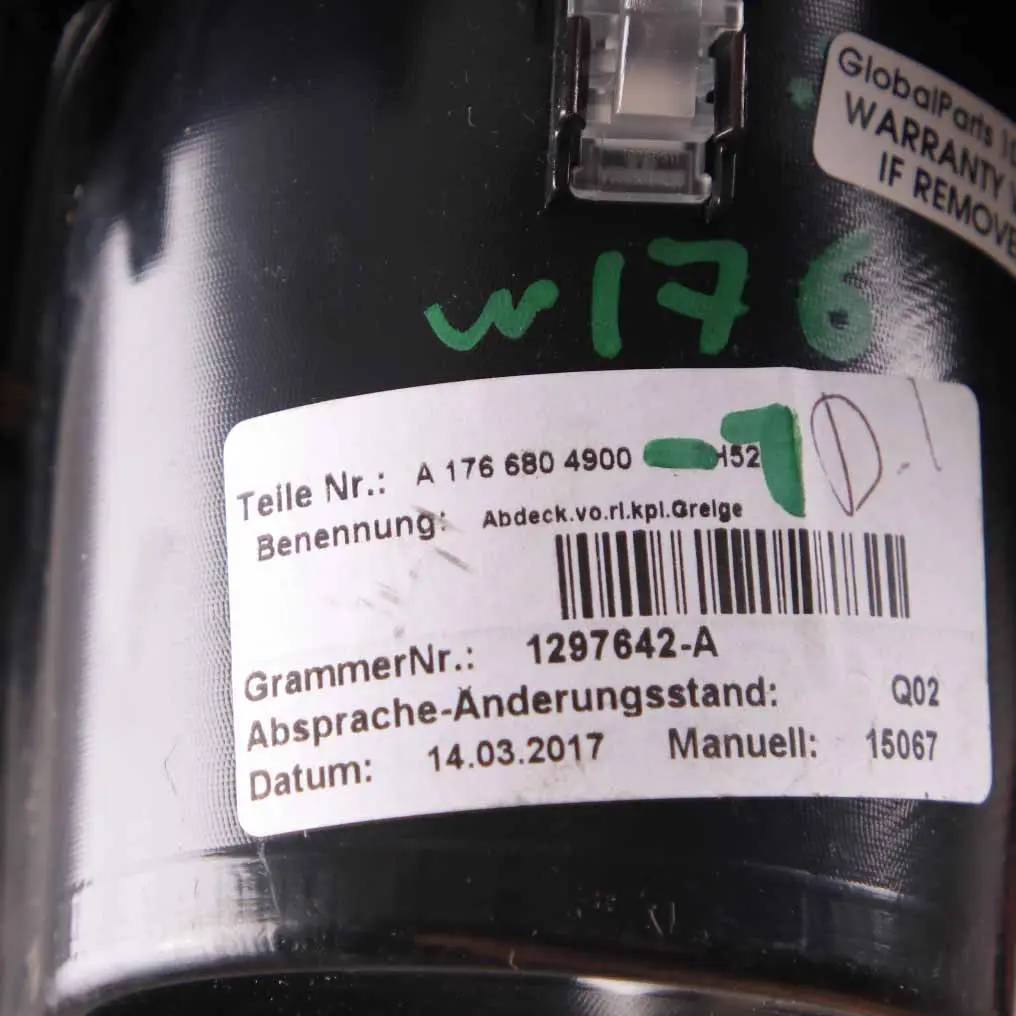 GlobalParts
WARRANTY
IF REMOVE
w176
Teile Nr.: A 176 680 4900 H52
Benennung: Abdeck.vo.rl.kpl.Greige
GrammerNr.: 1297642-A
Absprache-Änderungsstand: Q02
Datum: 14.03.2017 Manuell: 15067